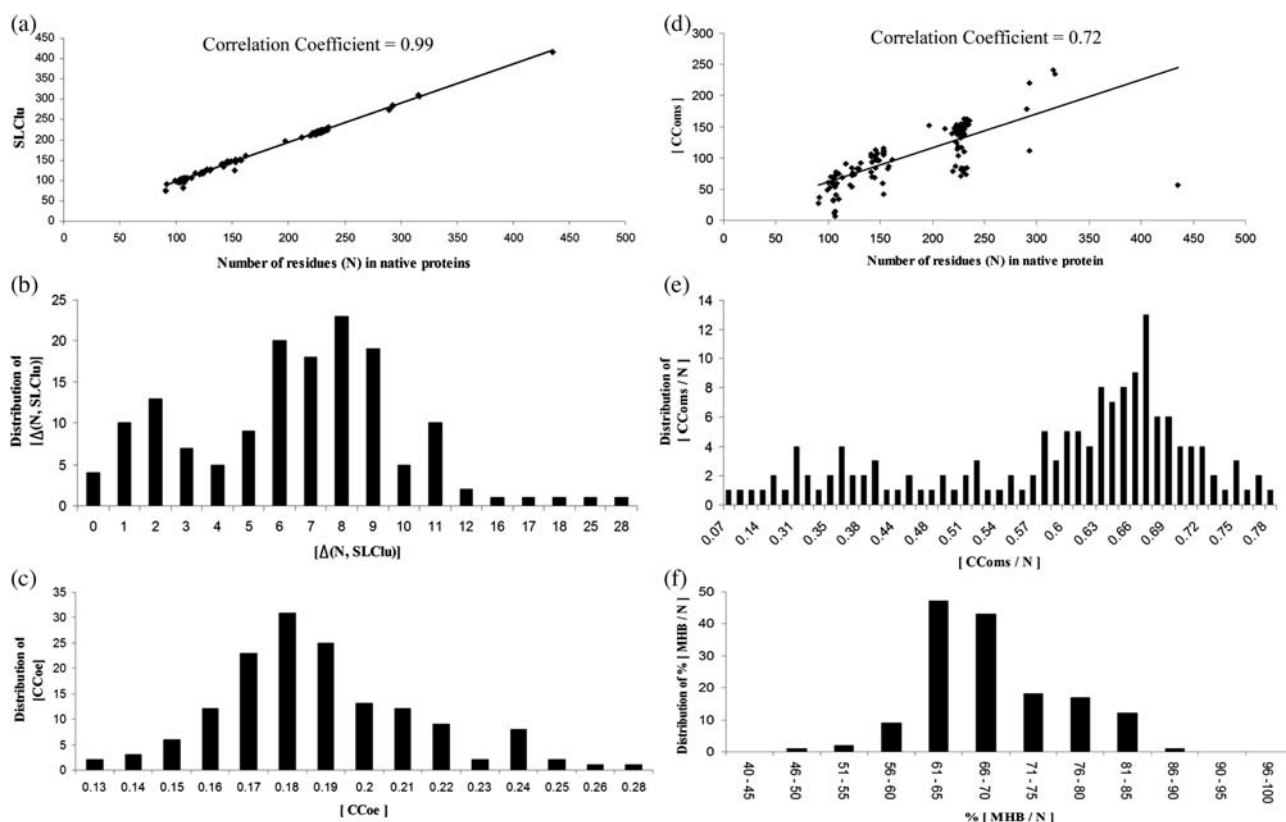 (a)
Correlation Coefficient = 0.99
SLClu
450
400
350
300
250
200
150
100
50
0
0 50 100 150 200 250 300 350 400 450 500
Number of residues (N) in native proteins
(b)
Distribution of
[Δ(N, SLClu)]
25
20
15
10
5
0
0 1 2 3 4 5 6 7 8 9 10 11 12 16 17 18 25 28
[Δ(N, SLClu)]
(c)
Distribution of
[CCoe]
35
30
25
20
15
10
5
0
0.13 0.14 0.15 0.16 0.17 0.18 0.19 0.2 0.21 0.22 0.23 0.24 0.25 0.26 0.28
[ CCoe ]
(d)
Correlation Coefficient = 0.72
[ CComs ]
300
250
200
150
100
50
0
0 50 100 150 200 250 300 350 400 450 500
Number of residues (N) in native protein
(e)
Distribution of
[ CComs / N ]
14
12
10
8
6
4
2
0
0.07 0.14 0.31 0.35 0.38 0.44 0.48 0.51 0.54 0.57 0.6 0.63 0.66 0.69 0.72 0.75 0.78
[ CComs / N ]
(f)
Distribution of % [ MHB / N ]
50
40
30
20
10
0
40 - 45
46 - 50
51 - 55
56 - 60
61 - 65
66 - 70
71 - 75
76 - 80
81 - 85
86 - 90
90 - 95
96 - 100
% [ MHB / N ]